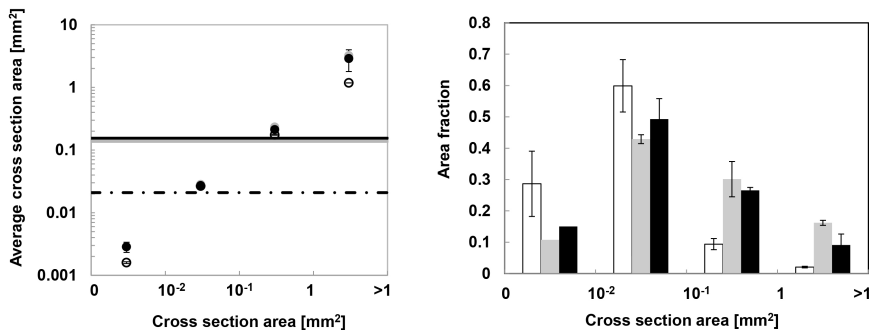 Average cross section area [mm²]
10
1
0.1
0.01
0.001
0 10⁻² 10⁻¹ 1 >1
Cross section area [mm²]
Area fraction
0.8
0.7
0.6
0.5
0.4
0.3
0.2
0.1
0
0 10⁻² 10⁻¹ 1 >1
Cross section area [mm²]